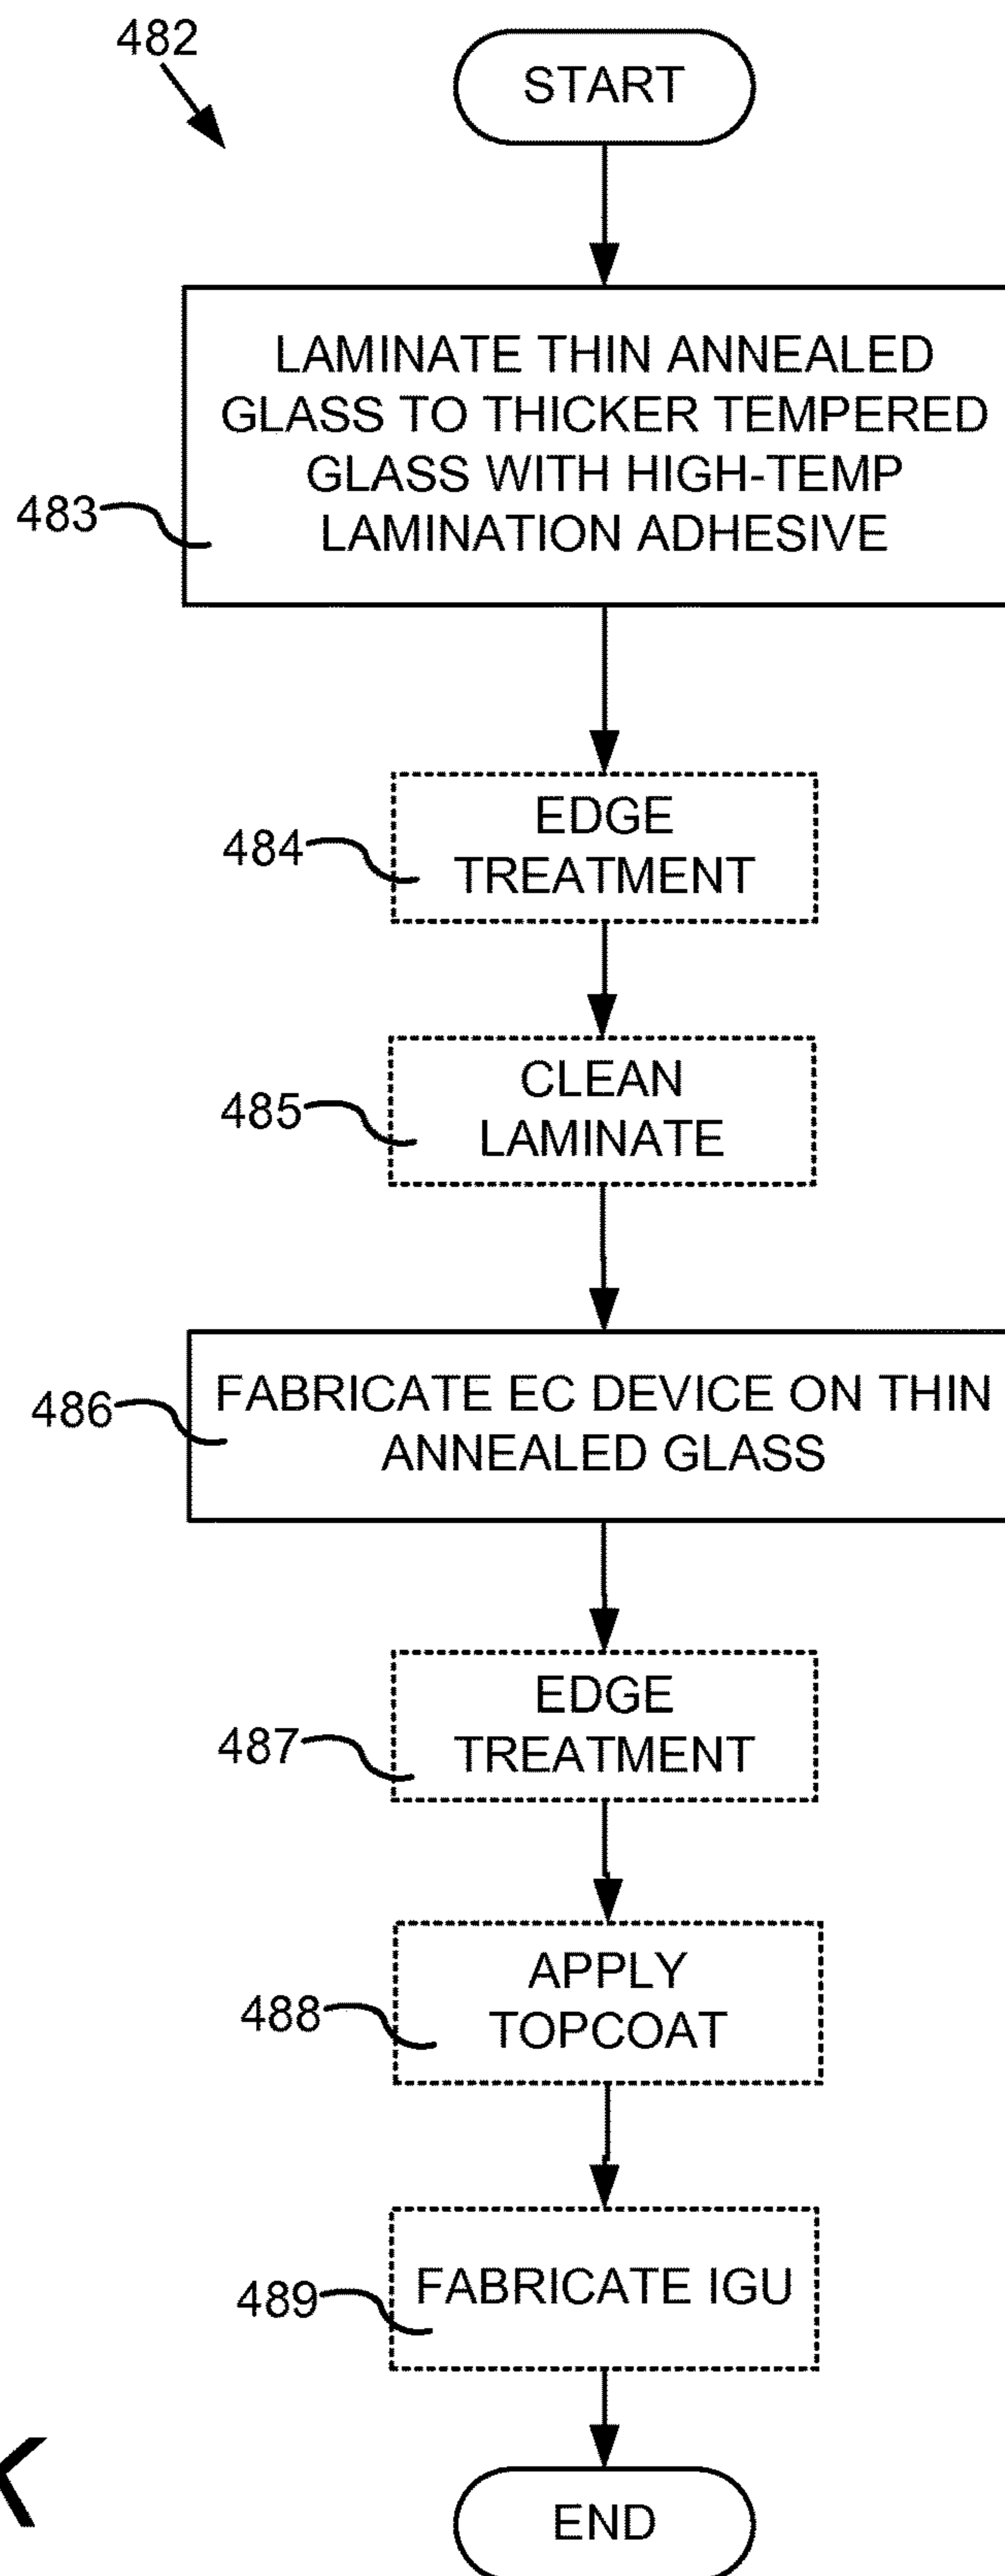 482
START
LAMINATE THIN ANNEALED
GLASS TO THICKER TEMPERED
GLASS WITH HIGH-TEMP
LAMINATION ADHESIVE
483
EDGE
TREATMENT
484
CLEAN
LAMINATE
485
FABRICATE EC DEVICE ON THIN
ANNEALED GLASS
486
EDGE
TREATMENT
487
APPLY
TOPCOAT
488
FABRICATE IGU
489
K
END